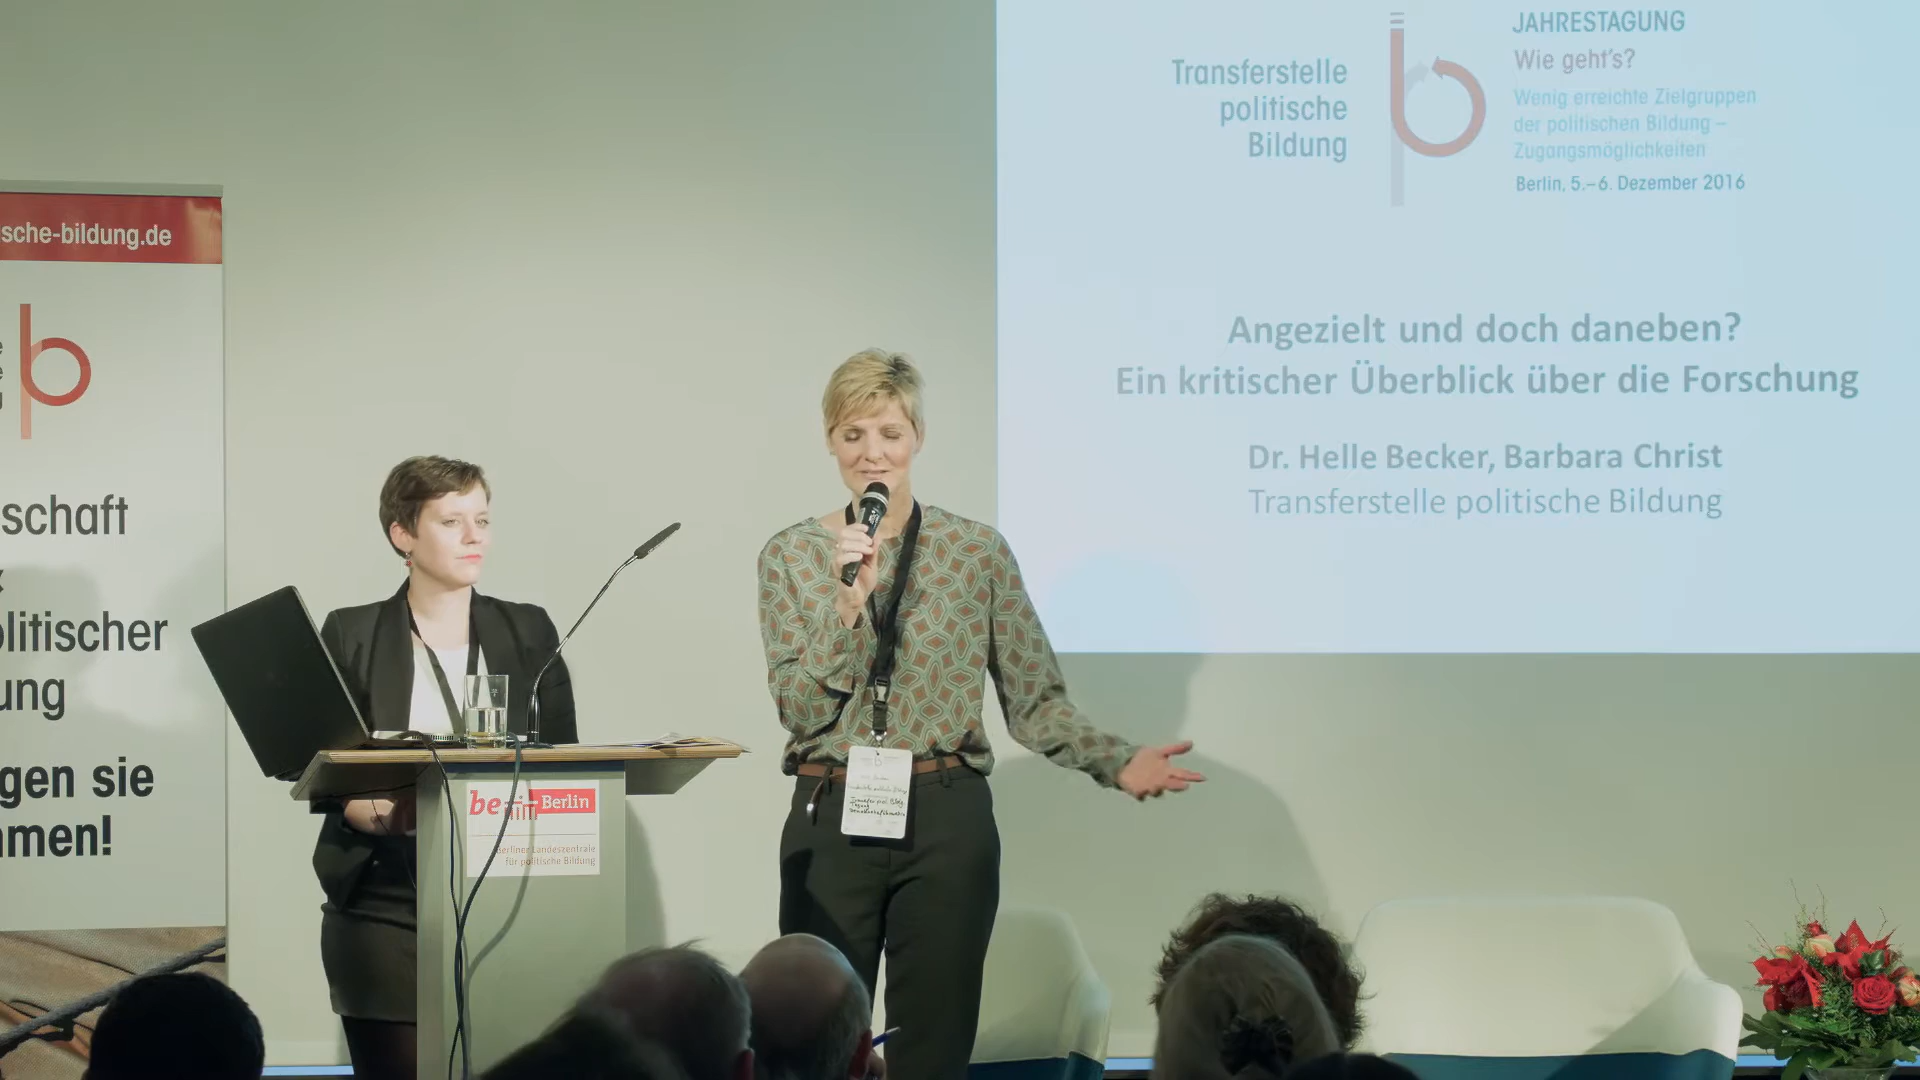 sche-bildung.de
schaft
olitischer
ung
gen sie
men!
be Berlin
Berliner Landeszentrale
für politische Bildung
Transferstelle
politische
Bildung
JAHRESTAGUNG
Wie geht's?
Wenig erreichte Zielgruppen
der politischen Bildung –
Zugangsmöglichkeiten
Berlin, 5.–6. Dezember 2016
Angezielt und doch daneben?
Ein kritischer Überblick über die Forschung
Dr. Helle Becker, Barbara Christ
Transferstelle politische Bildung